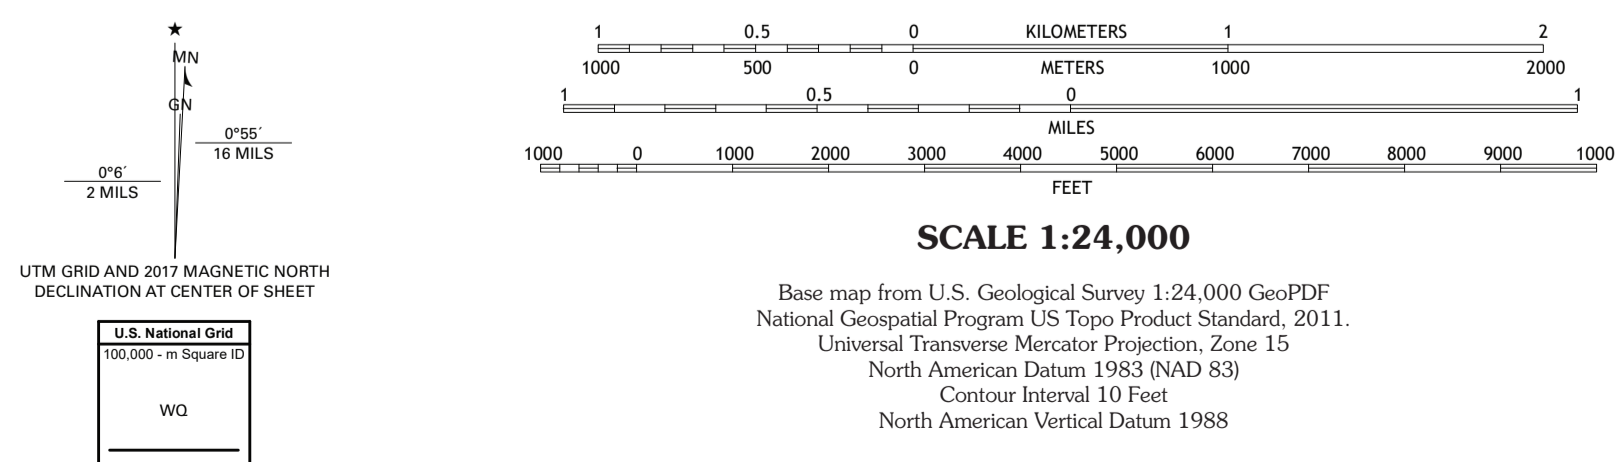 ★
MN
GN
0°55´
16 MILS
0°6´
2 MILS
UTM GRID AND 2017 MAGNETIC NORTH
DECLINATION AT CENTER OF SHEET
U.S. National Grid
100,000 - m Square ID
WQ
1 0.5 0 KILOMETERS 1 2
1000 500 0 METERS 1000 2000
1 0.5 0 1
MILES
1000 0 1000 2000 3000 4000 5000 6000 7000 8000 9000 1000
FEET
SCALE 1:24,000
Base map from U.S. Geological Survey 1:24,000 GeoPDF
National Geospatial Program US Topo Product Standard, 2011.
Universal Transverse Mercator Projection, Zone 15
North American Datum 1983 (NAD 83)
Contour Interval 10 Feet
North American Vertical Datum 1988